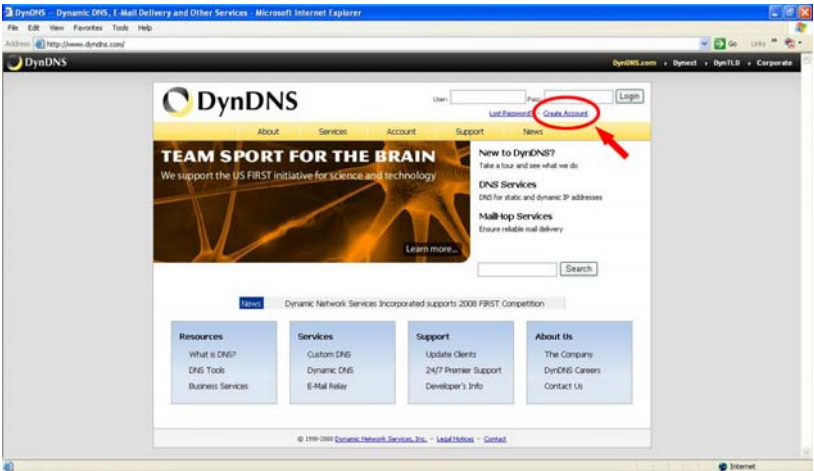 DynDNS -- Dynamic DNS, E-Mail Delivery and Other Services - Microsoft Internet Explorer
File Edit View Favorites Tools Help
Address http://www.dyndns.com/ Go Links
DynDNS DynDNS.com Dynect DynTLD Corporate
DynDNS User: Pass: Login
Lost Password? - Create Account
About Services Account Support News
TEAM SPORT FOR THE BRAIN
We support the US FIRST initiative for science and technology
Learn more...
New to DynDNS?
Take a tour and see what we do
DNS Services
DNS for static and dynamic IP addresses
MailHop Services
Ensure reliable mail delivery
Search
News Dynamic Network Services Incorporated supports 2008 FIRST Competition
Resources
What is DNS?
DNS Tools
Business Services
Services
Custom DNS
Dynamic DNS
E-Mail Relay
Support
Update Clients
24/7 Premier Support
Developer's Info
About Us
The Company
DynDNS Careers
Contact Us
© 1998-2008 Dynamic Network Services, Inc. - Legal Notices - Contact
Internet